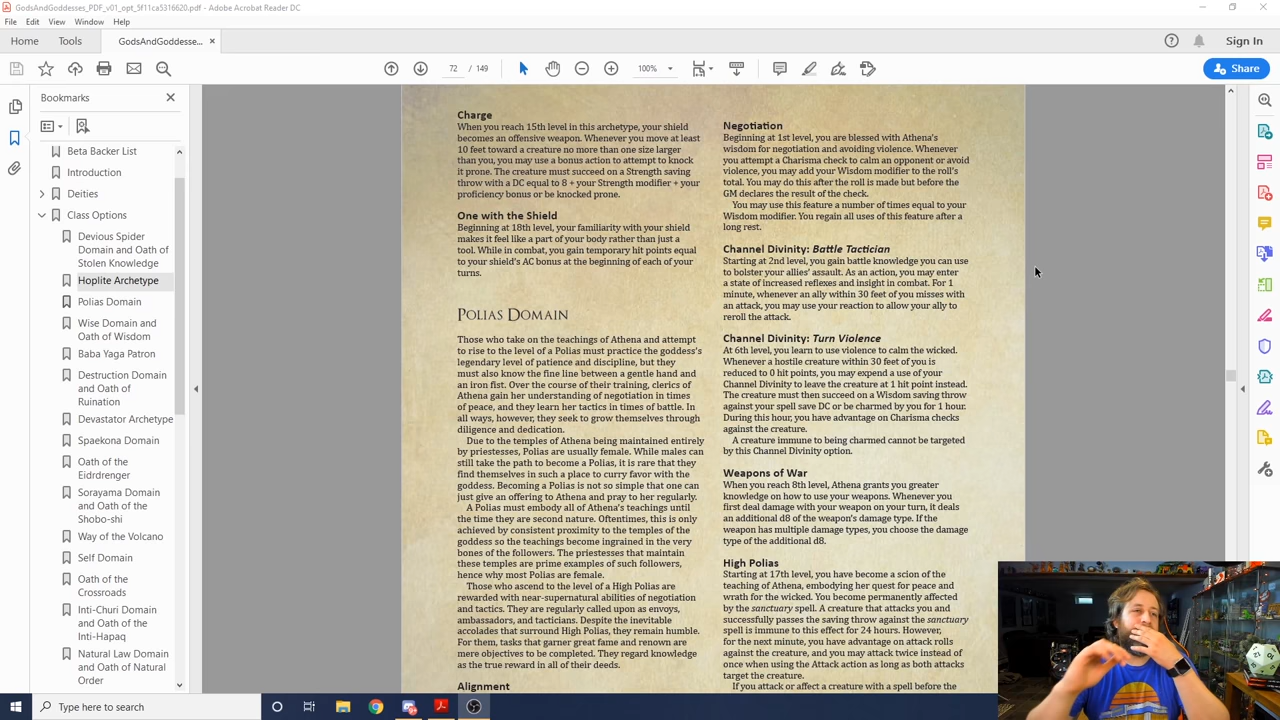 GodsAndGoddesses_PDF_v01_opt_5f11ca5316620.pdf - Adobe Acrobat Reader DC
File Edit View Window Help
Home Tools GodsAndGoddesse...
Sign In
72 / 149
100%
Share
Bookmarks
Beta Backer List
Introduction
Deities
Class Options
Devious Spider
Domain and Oath of
Stolen Knowledge
Hoplite Archetype
Polias Domain
Wise Domain and
Oath of Wisdom
Baba Yaga Patron
Destruction Domain
and Oath of
Ruination
Devastator Archetype
Spaekona Domain
Oath of the
Eidrdrenger
Sorayama Domain
and Oath of the
Shobo-shi
Way of the Volcano
Self Domain
Oath of the
Crossroads
Inti-Churi Domain
and Oath of the
Inti-Hapaq
Natural Law Domain
and Oath of Natural
Order
Charge
When you reach 15th level in this archetype, your shield
becomes an offensive weapon. Whenever you move at least
10 feet toward a creature no more than one size larger
than you, you may use a bonus action to attempt to knock
it prone. The creature must succeed on a Strength saving
throw with a DC equal to 8 + your Strength modifier + your
proficiency bonus or be knocked prone.
One with the Shield
Beginning at 18th level, your familiarity with your shield
makes it feel like a part of your body rather than just a
tool. While in combat, you gain temporary hit points equal
to your shield's AC bonus at the beginning of each of your
turns.
Polias Domain
Those who take on the teachings of Athena and attempt
to rise to the level of a Polias must practice the goddess's
legendary level of patience and discipline, but they
must also know the fine line between a gentle hand and
an iron fist. Over the course of their training, clerics of
Athena gain her understanding of negotiation in times
of peace, and they learn her tactics in times of battle. In
all ways, however, they seek to grow themselves through
diligence and dedication.
Due to the temples of Athena being maintained entirely
by priestesses, Polias are usually female. While males can
still take the path to become a Polias, it is rare that they
find themselves in such a place to curry favor with the
goddess. Becoming a Polias is not so simple that one can
just give an offering to Athena and pray to her regularly.
A Polias must embody all of Athena's teachings until
the time they are second nature. Oftentimes, this is only
achieved by consistent proximity to the temples of the
goddess so the teachings become ingrained in the very
bones of the followers. The priestesses that maintain
these temples are prime examples of such followers,
hence why most Polias are female.
Those who ascend to the level of a High Polias are
rewarded with near-supernatural abilities of negotiation
and tactics. They are regularly called upon as envoys,
ambassadors, and tacticians. Despite the inevitable
accolades that surround High Polias, they remain humble.
For them, tasks that garner great fame and renown are
mere objectives to be completed. They regard knowledge
as the true reward in all of their deeds.
Alignment
Negotiation
Beginning at 1st level, you are blessed with Athena's
wisdom for negotiation and avoiding violence. Whenever
you attempt a Charisma check to calm an opponent or avoid
violence, you may add your Wisdom modifier to the roll's
total. You may do this after the roll is made but before the
GM declares the result of the check.
You may use this feature a number of times equal to your
Wisdom modifier. You regain all uses of this feature after a
long rest.
Channel Divinity: Battle Tactician
Starting at 2nd level, you gain battle knowledge you can use
to bolster your allies' assault. As an action, you may enter
a state of increased reflexes and insight in combat. For 1
minute, whenever an ally within 30 feet of you misses with
an attack, you may use your reaction to allow your ally to
reroll the attack.
Channel Divinity: Turn Violence
At 6th level, you learn to use violence to calm the wicked.
Whenever a hostile creature within 30 feet of you is
reduced to 0 hit points, you may expend a use of your
Channel Divinity to leave the creature at 1 hit point instead.
The creature must then succeed on a Wisdom saving throw
against your spell save DC or be charmed by you for 1 hour.
During this hour, you have advantage on Charisma checks
against the creature.
A creature immune to being charmed cannot be targeted
by this Channel Divinity option.
Weapons of War
When you reach 8th level, Athena grants you greater
knowledge on how to use your weapons. Whenever you
first deal damage with your weapon on your turn, it deals
an additional d8 of the weapon's damage type. If the
weapon has multiple damage types, you choose the damage
type of the additional d8.
High Polias
Starting at 17th level, you have become a scion of the
teaching of Athena, embodying her quest for peace and
wrath for the wicked. You become permanently affected
by the sanctuary spell. A creature that attacks you and
successfully passes the saving throw against the sanctuary
spell is immune to this effect for 24 hours. However,
for the next minute, you have advantage on attack rolls
against the creature, and you may attack twice instead of
once when using the Attack action as long as both attacks
target the creature.
If you attack or affect a creature with a spell before the
Type here to search